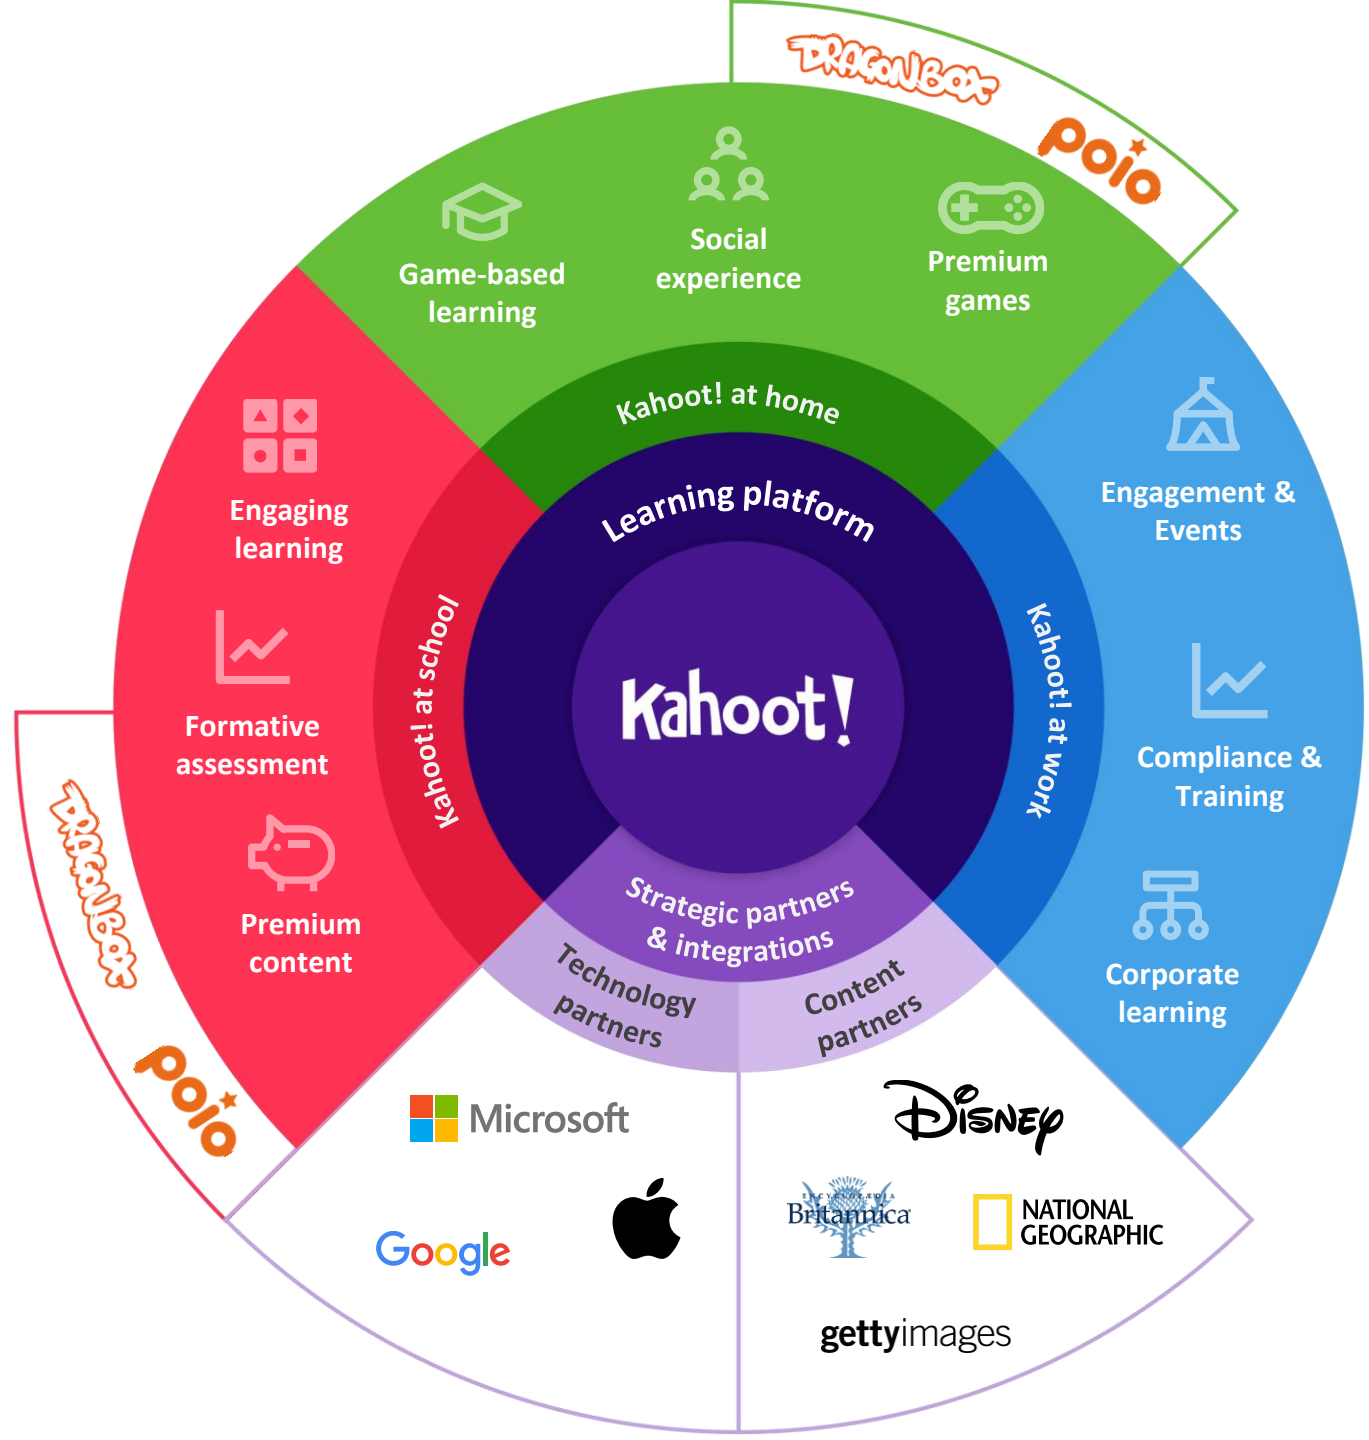 DRAGONBOX
poio
Game-based
learning
Social
experience
Premium
games
Kahoot! at home
Engaging
learning
Formative
assessment
Premium
content
Kahoot! at school
DRAGONBOX
poio
Learning platform
Kahoot!
Kahoot! at work
Engagement &
Events
Compliance &
Training
Corporate
learning
Strategic partners
& integrations
Technology
partners
Content
partners
Microsoft
Google
Disney
ENCYCLOPÆDIA
Britannica
NATIONAL
GEOGRAPHIC
gettyimages